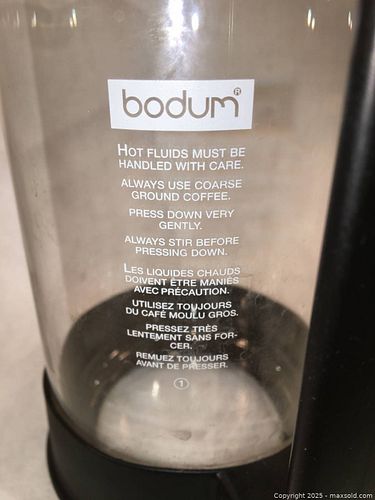 bodum®
HOT FLUIDS MUST BE
HANDLED WITH CARE.
ALWAYS USE COARSE
GROUND COFFEE.
PRESS DOWN VERY
GENTLY.
ALWAYS STIR BEFORE
PRESSING DOWN.
LES LIQUIDES CHAUDS
DOIVENT ÊTRE MANIÉS
AVEC PRÉCAUTION.
UTILISEZ TOUJOURS
DU CAFÉ MOULU GROS.
PRESSEZ TRÈS
LENTEMENT SANS FOR-
CER.
REMUEZ TOUJOURS
AVANT DE PRESSER.
1
Copyright 2025 - maxsold.com